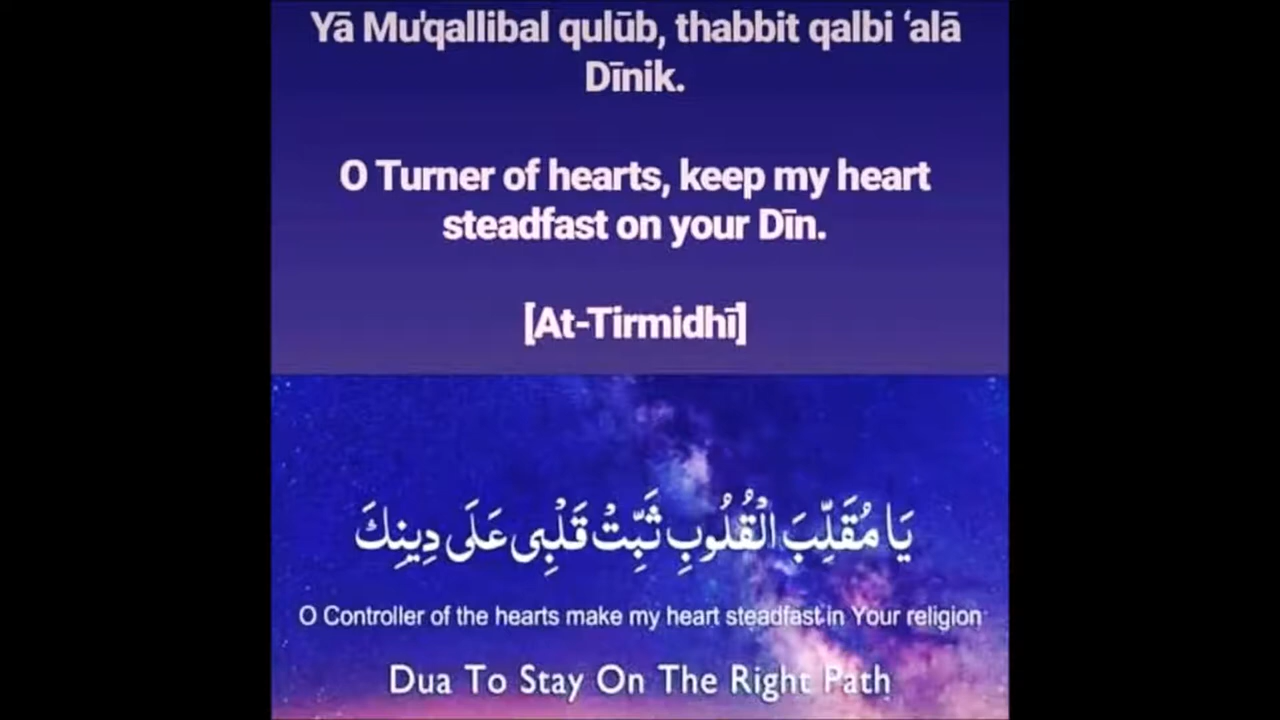 Yā Mu'qallibal qulūb, thabbit qalbi ‘alā
Dīnik.
O Turner of hearts, keep my heart
steadfast on your Dīn.
[At-Tirmidhī]
يَا مُقَلِّبَ الْقُلُوبِ ثَبِّتْ قَلْبِى عَلَى دِينِكَ
O Controller of the hearts make my heart steadfast in Your religion
Dua To Stay On The Right Path